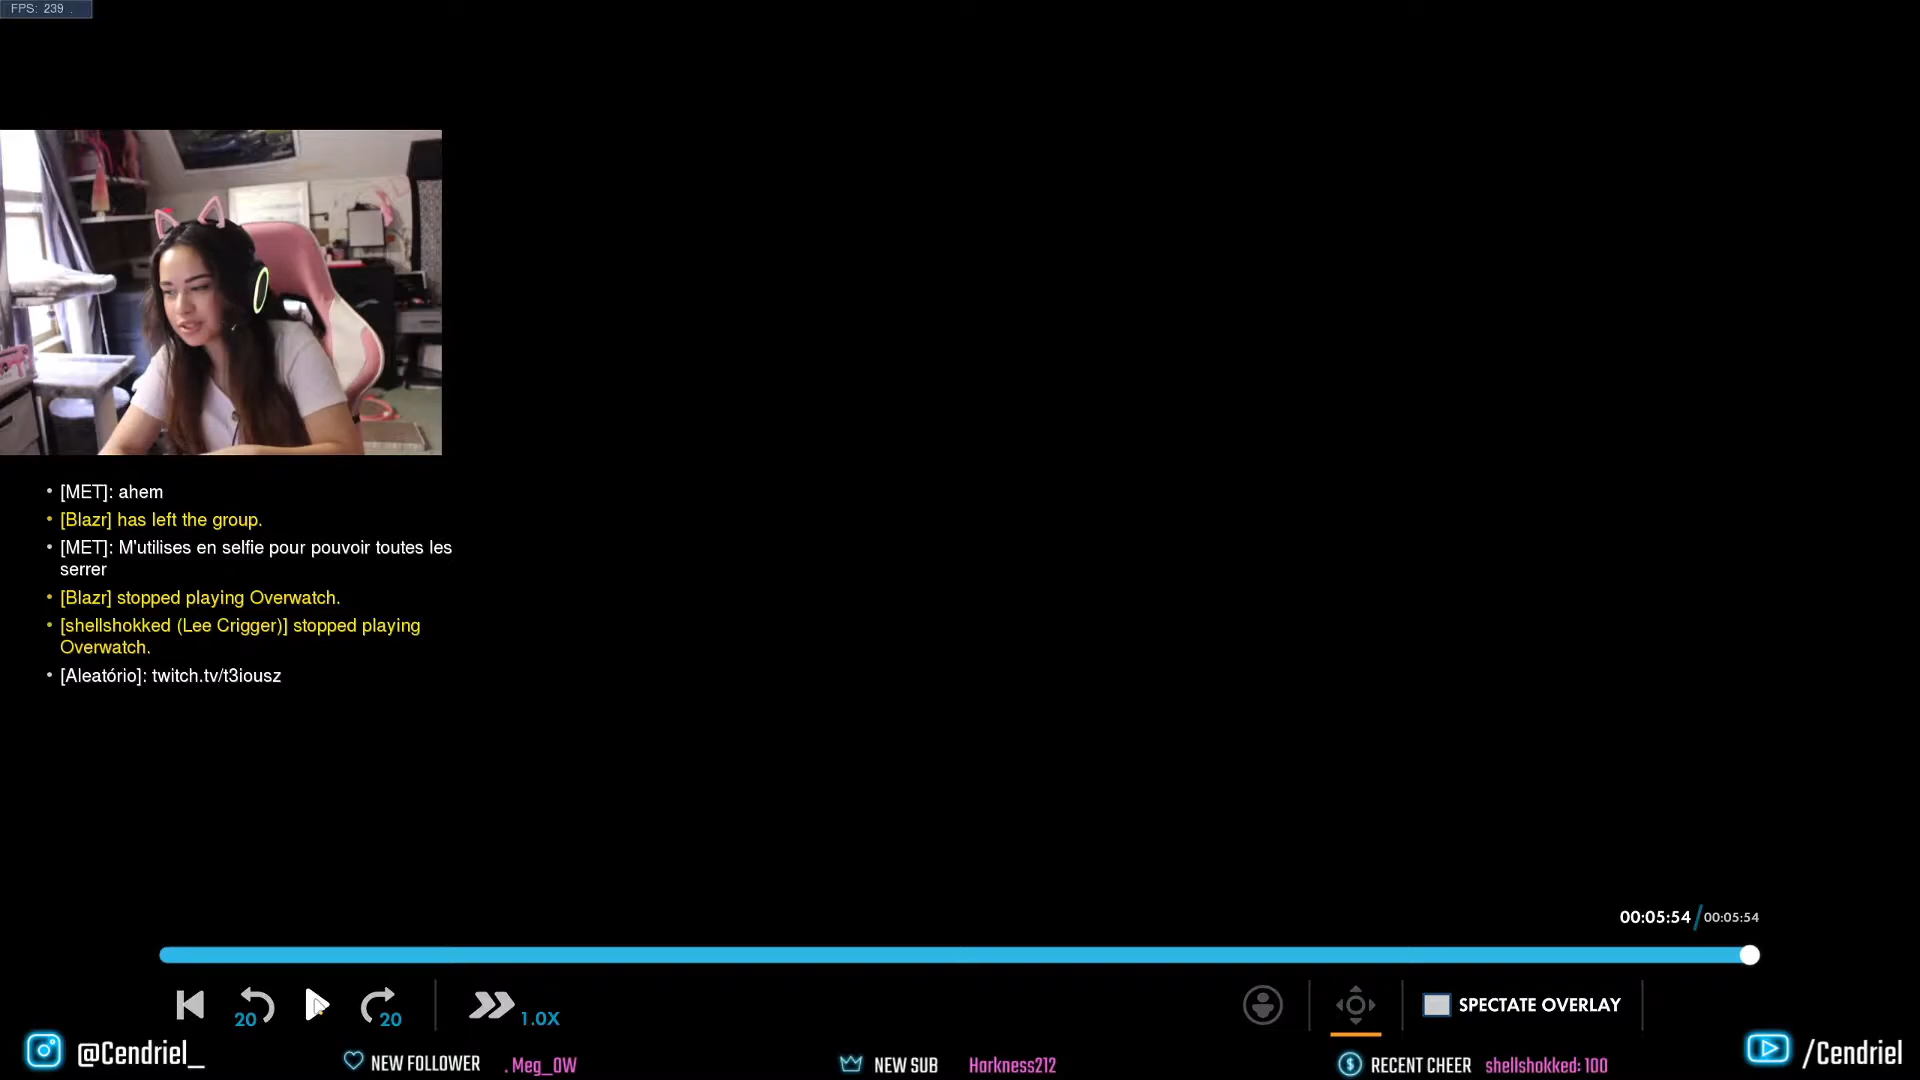 FPS: 239
[MET]: ahem
[Blazr] has left the group.
[MET]: M'utilises en selfie pour pouvoir toutes les
serrer
[Blazr] stopped playing Overwatch.
[shellshokked (Lee Crigger)] stopped playing
Overwatch.
[Aleatório]: twitch.tv/t3iousz
00:05:54/00:05:54
20
20
1.0X
SPECTATE OVERLAY
@Cendriel_
NEW FOLLOWER . Meg_OW
NEW SUB Harkness212
RECENT CHEER shellshokked: 100
/Cendriel